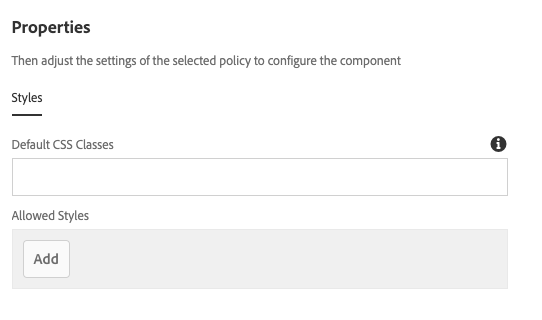 Properties
Then adjust the settings of the selected policy to configure the component
Styles
Default CSS Classes
Allowed Styles
Add